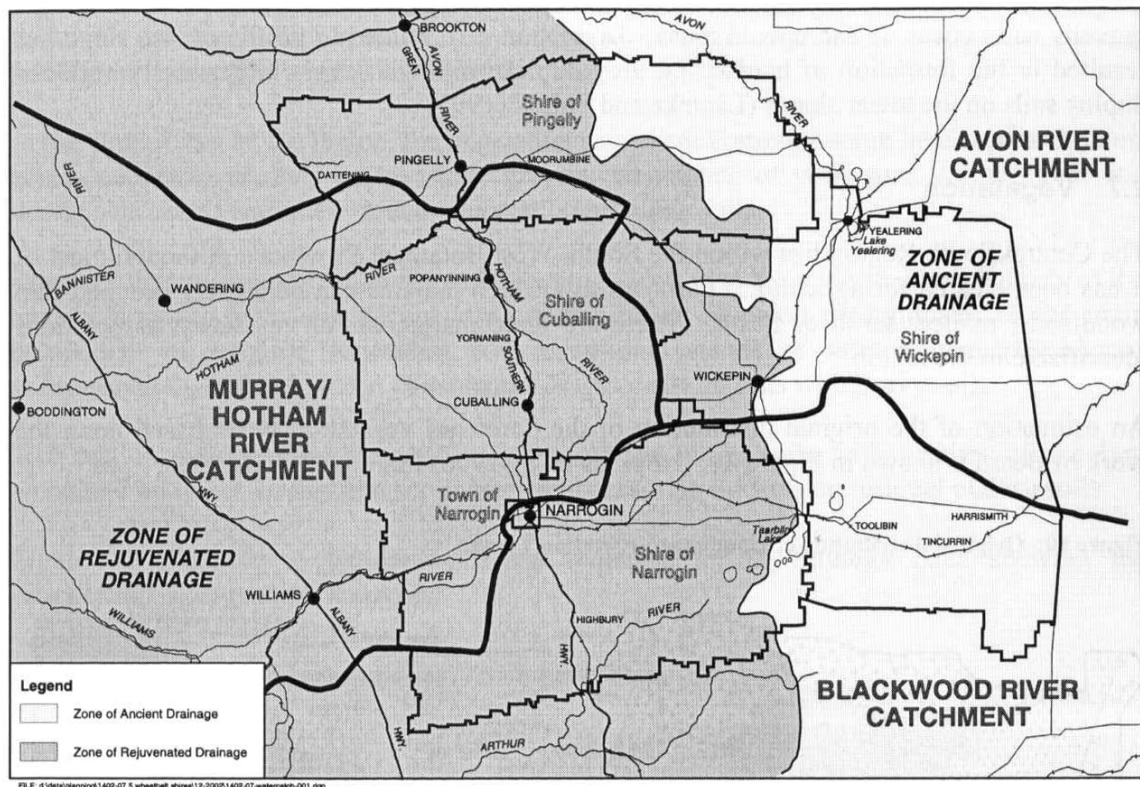 BROOKTON
AVON
GREAT
AVON
RIVER
Shire of
Pingelly
RIVER
AVON RVER
CATCHMENT
PINGELLY
MOORUMBINE
DATTENING
RIVER
YEALERING
Lake
Yealering
ZONE OF
ANCIENT
DRAINAGE
BANNISTER
WANDERING
RIVER
POPANYINNING
HOTHAM
Shire of
Cuballing
Shire of
Wickepin
ALBANY
HOTHAM
YORNANING
SOUTHERN
RIVER
WICKEPIN
BODDINGTON
MURRAY/
HOTHAM
RIVER
CATCHMENT
CUBALLING
HWY.
Town of
Narrogin
NARROGIN
Taarblin
Lake
TOOLIBIN
HARRISMITH
TINCURRIN
ZONE OF
REJUVENATED
DRAINAGE
Shire of
Narrogin
RIVER
WILLIAMS
WILLIAMS
ALBANY
HIGHBURY
RIVER
HWY.
BLACKWOOD RIVER
CATCHMENT
HWY.
ARTHUR
Legend
Zone of Ancient Drainage
Zone of Rejuvenated Drainage